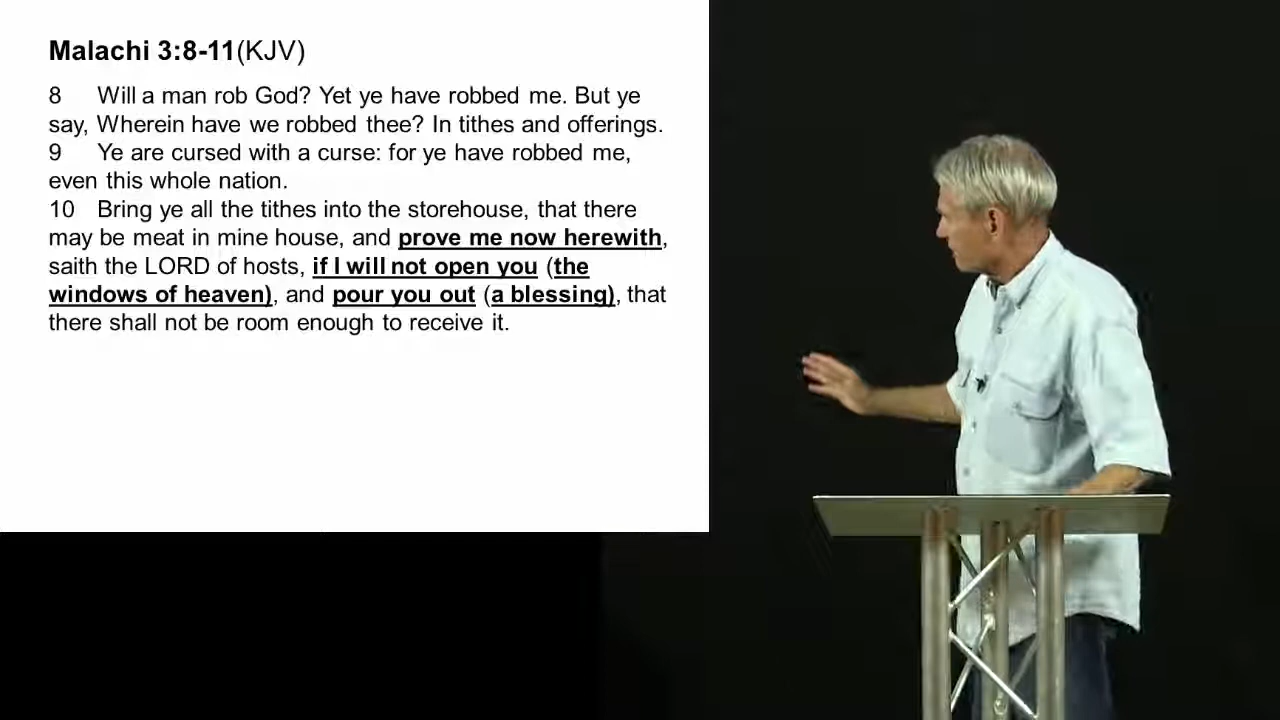 Malachi 3:8-11(KJV)
8 Will a man rob God? Yet ye have robbed me. But ye
say, Wherein have we robbed thee? In tithes and offerings.
9 Ye are cursed with a curse: for ye have robbed me,
even this whole nation.
10 Bring ye all the tithes into the storehouse, that there
may be meat in mine house, and prove me now herewith,
saith the LORD of hosts, if I will not open you (the
windows of heaven), and pour you out (a blessing), that
there shall not be room enough to receive it.